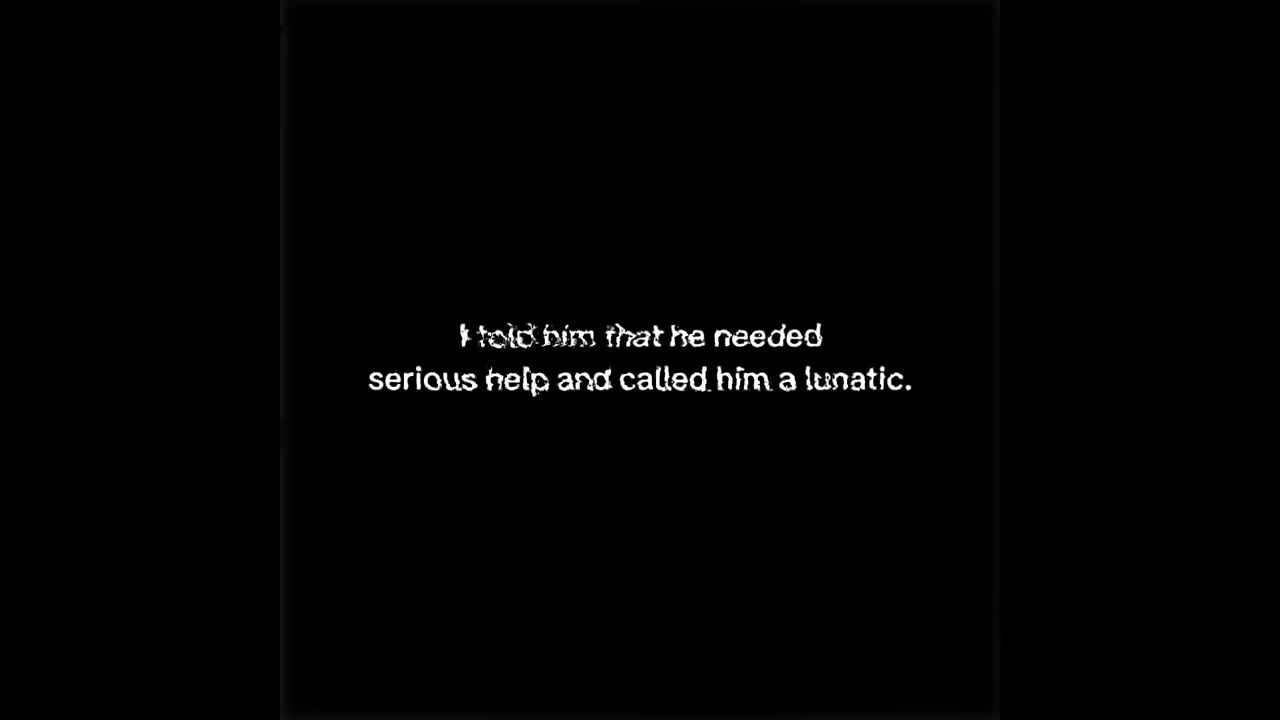 I told him that he needed
serious help and called him a lunatic.